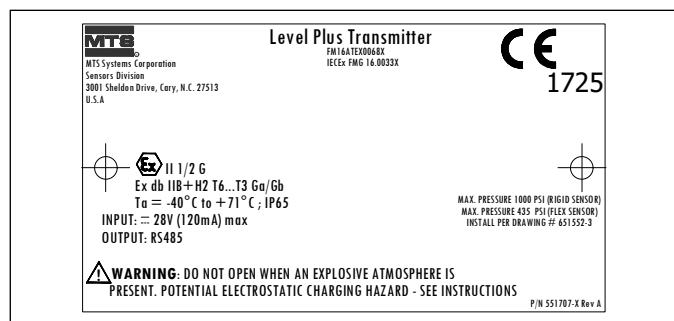 MTS
Level Plus Transmitter
FM16ATEX0068X
IECEx FMG 16.0033X
CE
1725
MTS Systems Corporation
Sensors Division
3001 Sheldon Drive, Cary, N.C. 27513
U.S.A
Ex II 1/2 G
Ex db IIB+H2 T6...T3 Ga/Gb
Ta = -40°C to +71°C ; IP65
INPUT: ⎓ 28V (120mA) max
OUTPUT: RS485
MAX. PRESSURE 1000 PSI (RIGID SENSOR)
MAX. PRESSURE 435 PSI (FLEX SENSOR)
INSTALL PER DRAWING # 651552-3
WARNING: DO NOT OPEN WHEN AN EXPLOSIVE ATMOSPHERE IS
PRESENT. POTENTIAL ELECTROSTATIC CHARGING HAZARD - SEE INSTRUCTIONS
P/N 551707-X Rev A